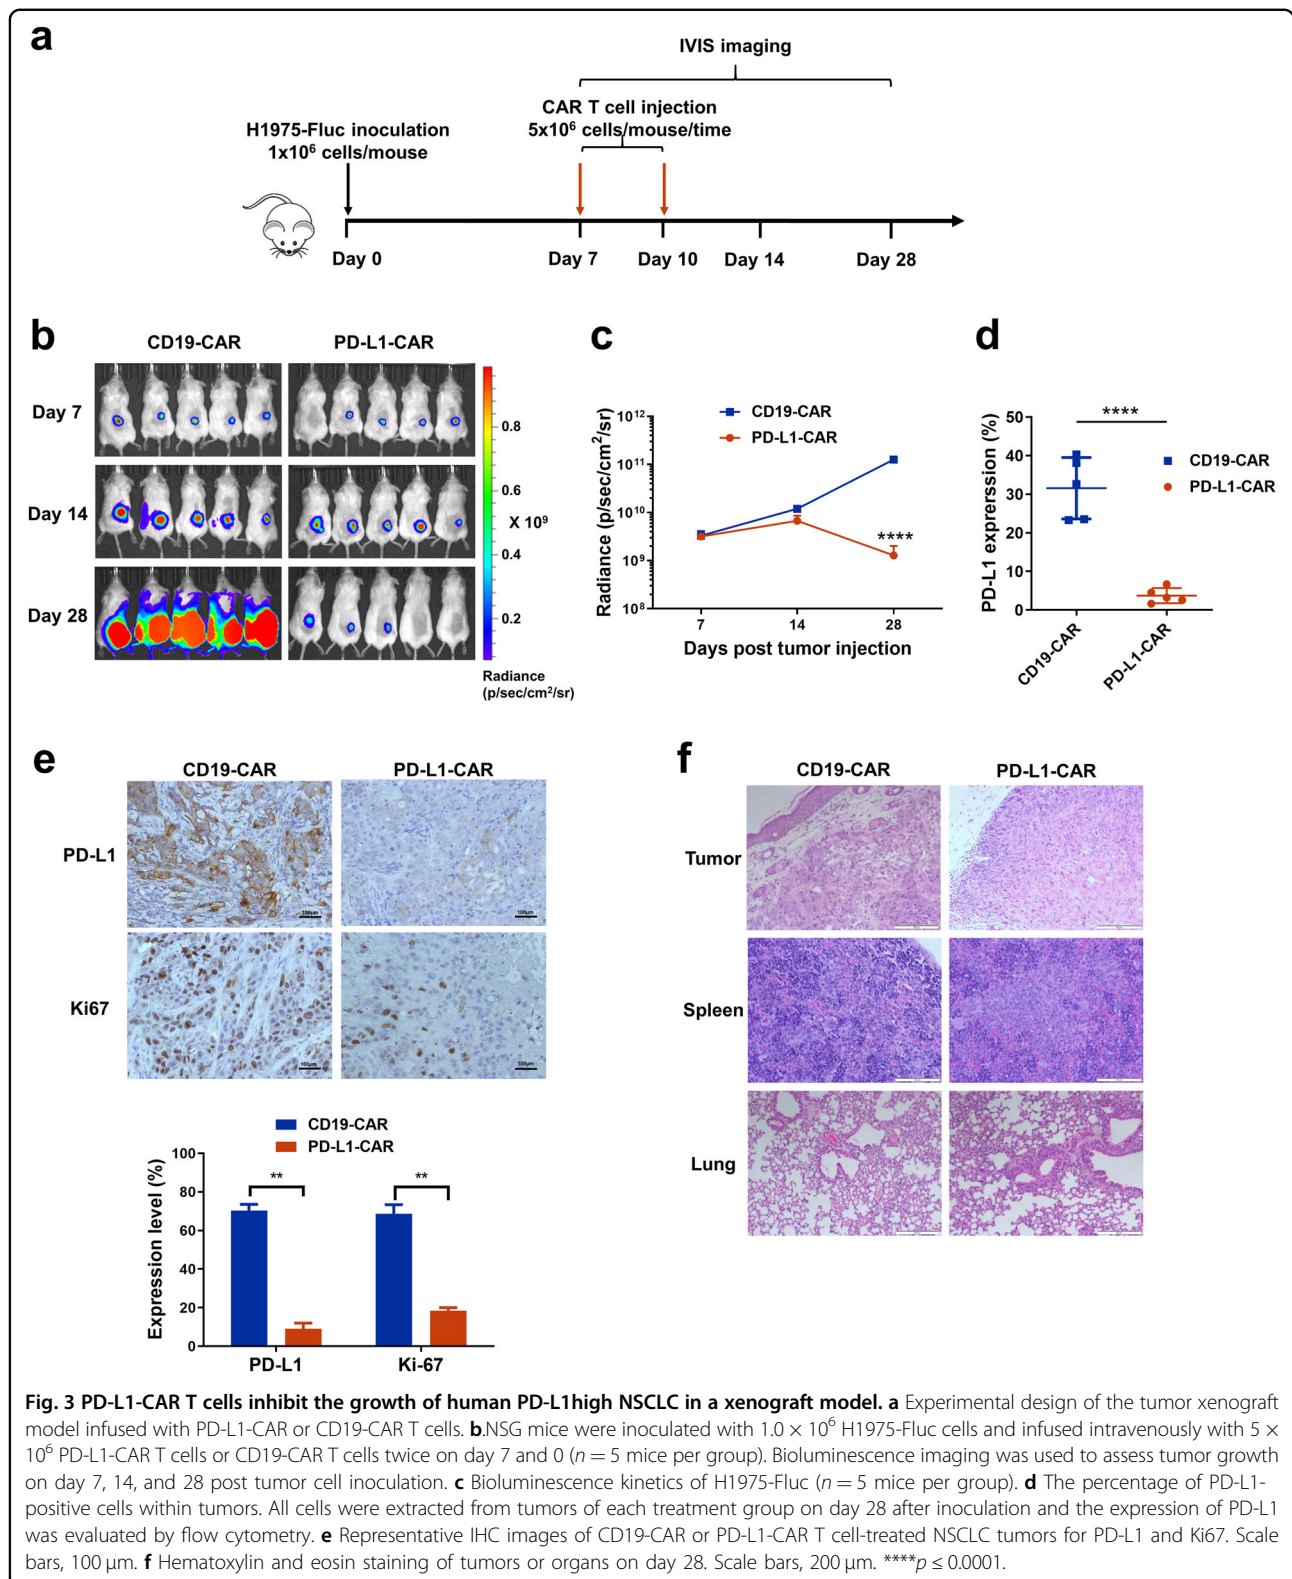 a
IVIS imaging
CAR T cell injection
5x10⁶ cells/mouse/time
H1975-Fluc inoculation
1x10⁶ cells/mouse
Day 0
Day 7
Day 10
Day 14
Day 28
b
CD19-CAR
PD-L1-CAR
Day 7
Day 14
Day 28
0.8
0.6
X 10⁹
0.4
0.2
Radiance
(p/sec/cm²/sr)
c
CD19-CAR
PD-L1-CAR
Radiance (p/sec/cm²/sr)
10¹²
10¹¹
10¹⁰
10⁹
10⁸
****
7
14
28
Days post tumor injection
d
PD-L1 experssion (%)
50
40
30
20
10
0
****
CD19-CAR
PD-L1-CAR
CD19-CAR
PD-L1-CAR
e
CD19-CAR
PD-L1-CAR
PD-L1
100µm
100µm
Ki67
100µm
100µm
CD19-CAR
PD-L1-CAR
Expression level (%)
100
80
60
40
20
0
**
**
PD-L1
Ki-67
f
CD19-CAR
PD-L1-CAR
Tumor
Spleen
Lung
Fig. 3 PD-L1-CAR T cells inhibit the growth of human PD-L1high NSCLC in a xenograft model. a Experimental design of the tumor xenograft
model infused with PD-L1-CAR or CD19-CAR T cells. b.NSG mice were inoculated with 1.0 × 10⁶ H1975-Fluc cells and infused intravenously with 5 ×
10⁶ PD-L1-CAR T cells or CD19-CAR T cells twice on day 7 and 0 (n = 5 mice per group). Bioluminescence imaging was used to assess tumor growth
on day 7, 14, and 28 post tumor cell inoculation. c Bioluminescence kinetics of H1975-Fluc (n = 5 mice per group). d The percentage of PD-L1-
positive cells within tumors. All cells were extracted from tumors of each treatment group on day 28 after inoculation and the expression of PD-L1
was evaluated by flow cytometry. e Representative IHC images of CD19-CAR or PD-L1-CAR T cell-treated NSCLC tumors for PD-L1 and Ki67. Scale
bars, 100 µm. f Hematoxylin and eosin staining of tumors or organs on day 28. Scale bars, 200 µm. ****p ≤ 0.0001.